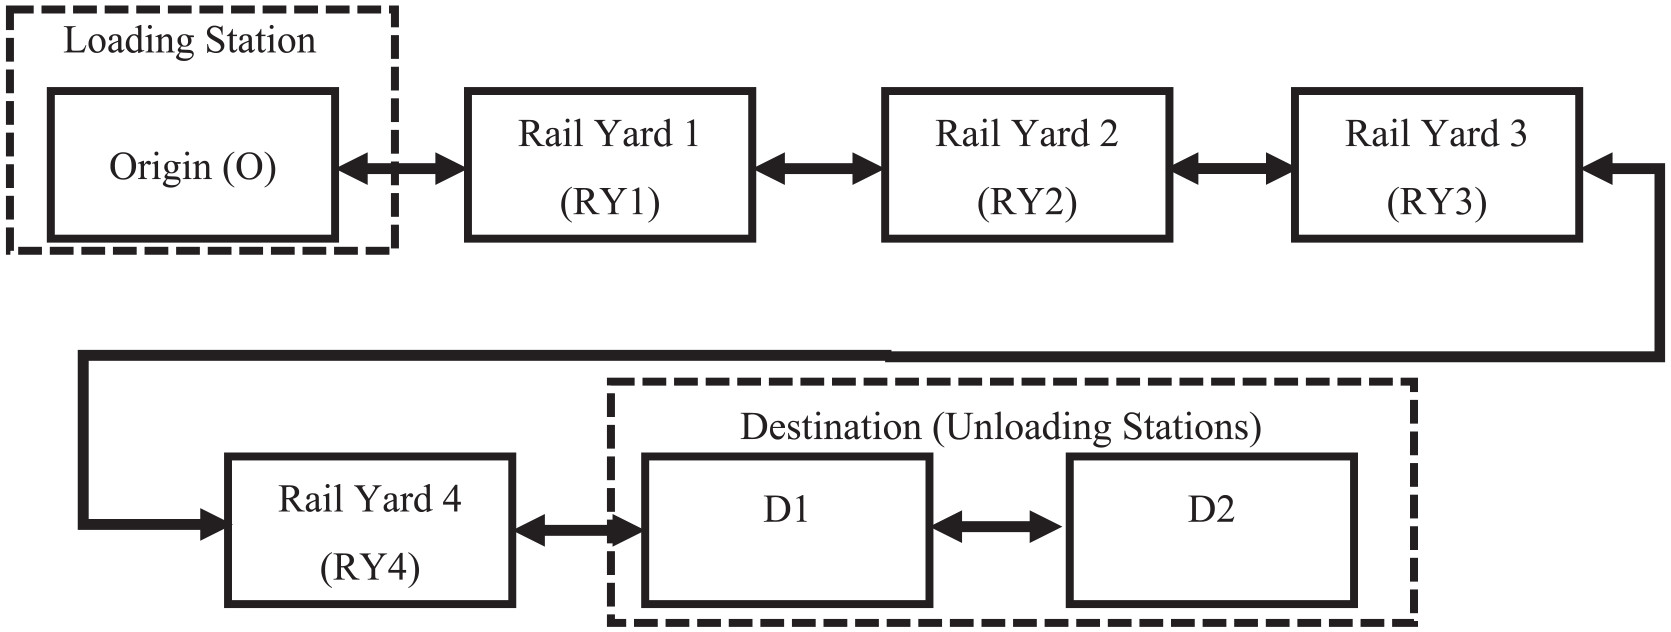 Loading Station
Origin (O)
Rail Yard 1
(RY1)
Rail Yard 2
(RY2)
Rail Yard 3
(RY3)
Rail Yard 4
(RY4)
Destination (Unloading Stations)
D1
D2